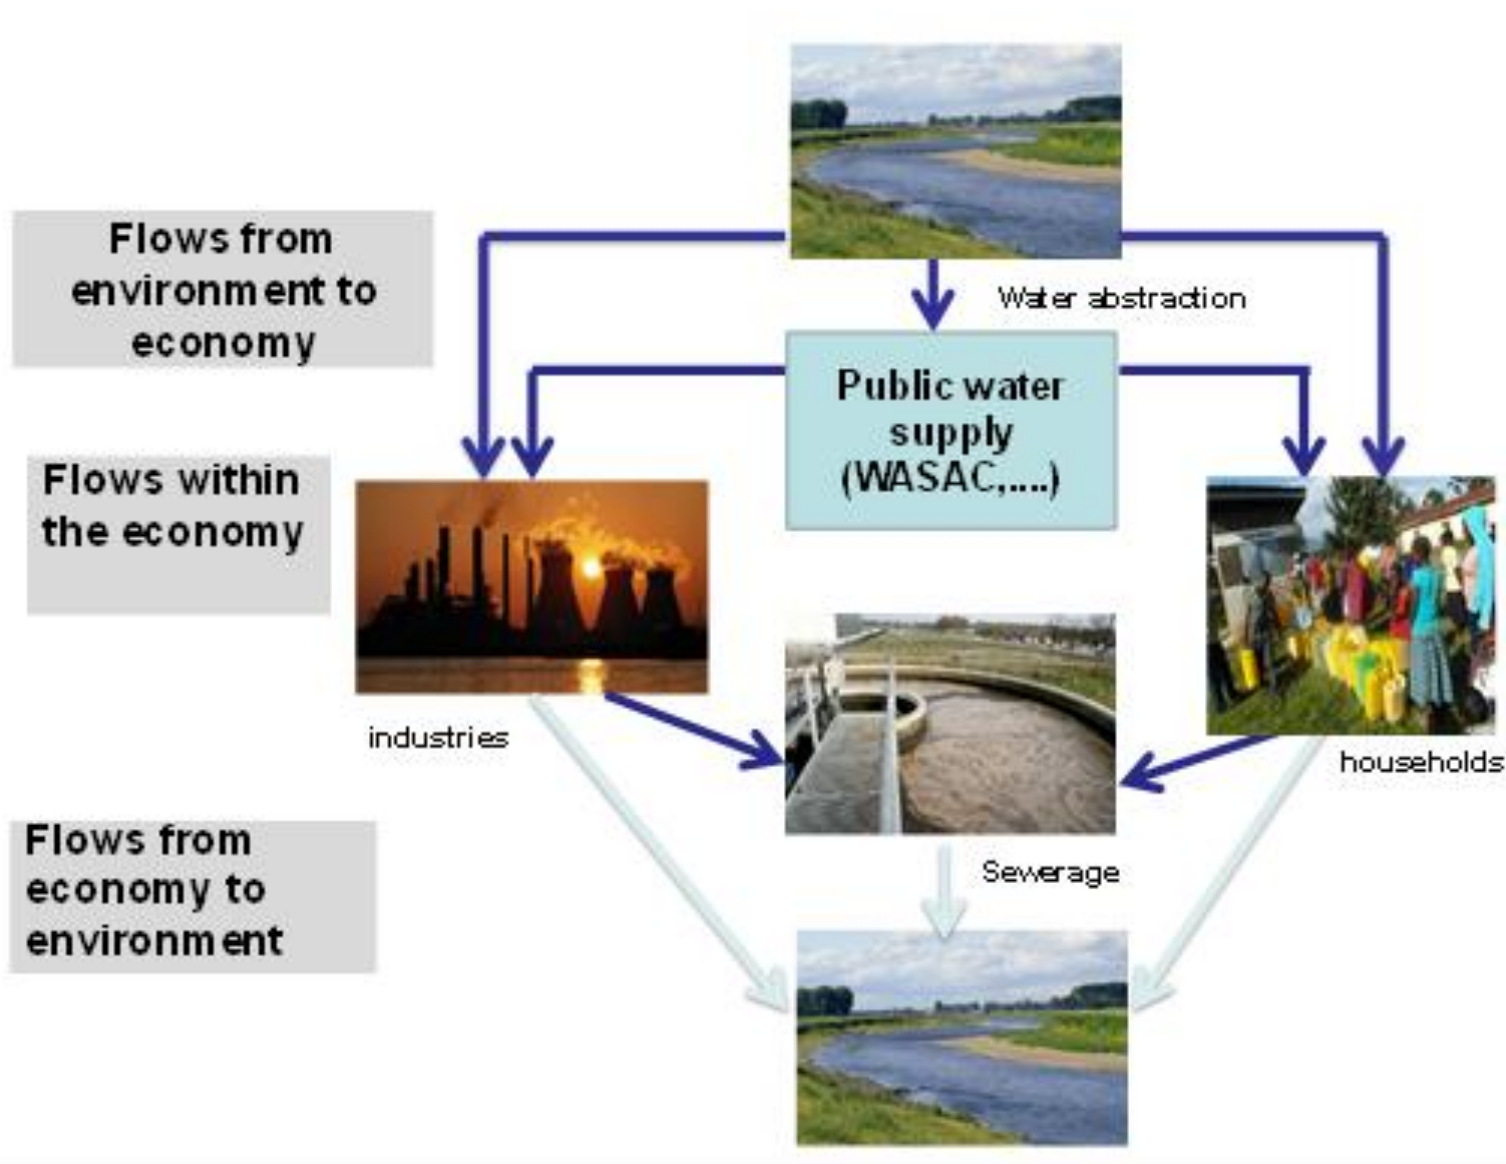 Flows from
environment to
economy
Water abstraction
Public water
supply
(WASAC,....)
Flows within
the economy
industries
households
Flows from
economy to
environment
Sewerage